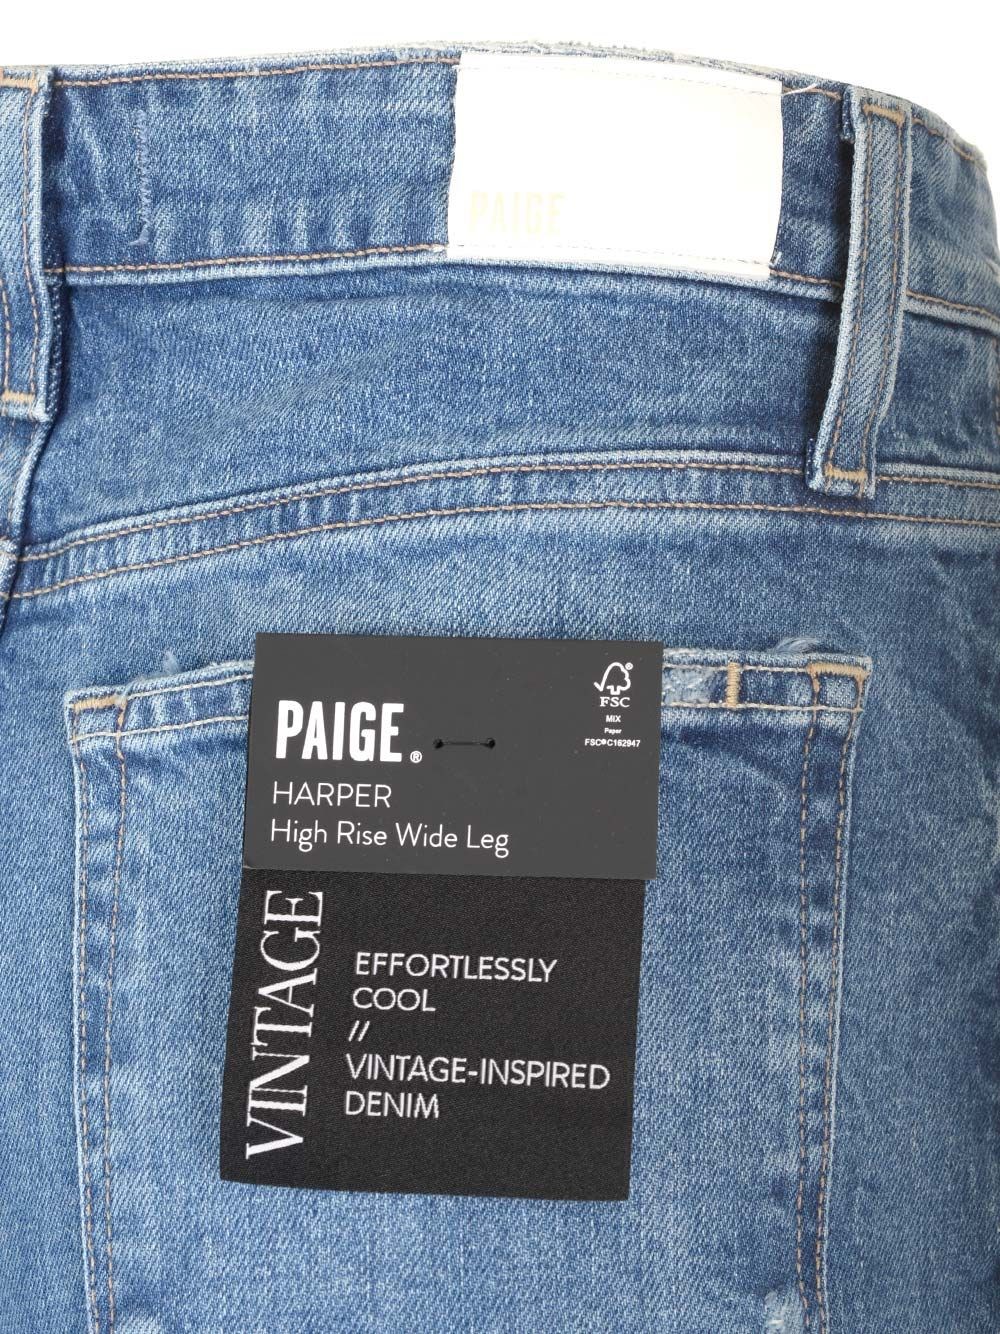 PAIGE
PAIGE®
FSC®
MIX
Paper
FSC® C162947
HARPER
High Rise Wide Leg
VINTAGE
EFFORTLESSLY
COOL
//
VINTAGE-INSPIRED
DENIM